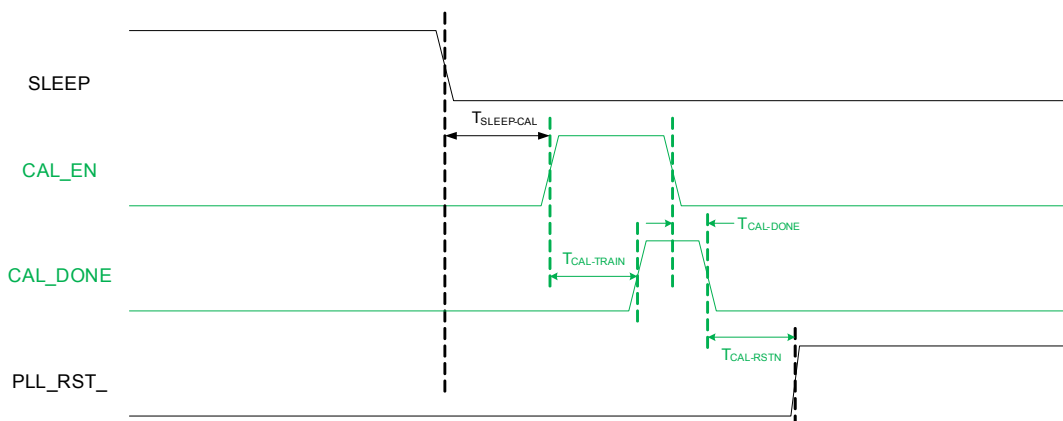 SLEEP
TSLEEP-CAL
CAL_EN
TCAL-DONE
TCAL-TRAIN
CAL_DONE
TCAL-RSTN
PLL_RST_